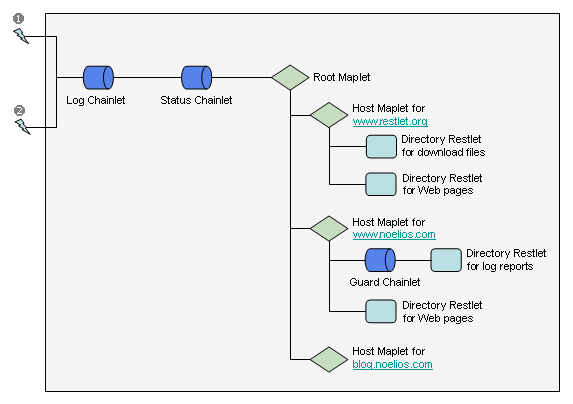 1
2
Log Chainlet
Status Chainlet
Root Maplet
Host Maplet for
www.restlet.org
Directory Restlet
for download files
Directory Restlet
for Web pages
Host Maplet for
www.noelios.com
Guard Chainlet
Directory Restlet
for log reports
Directory Restlet
for Web pages
Host Maplet for
blog.noelios.com